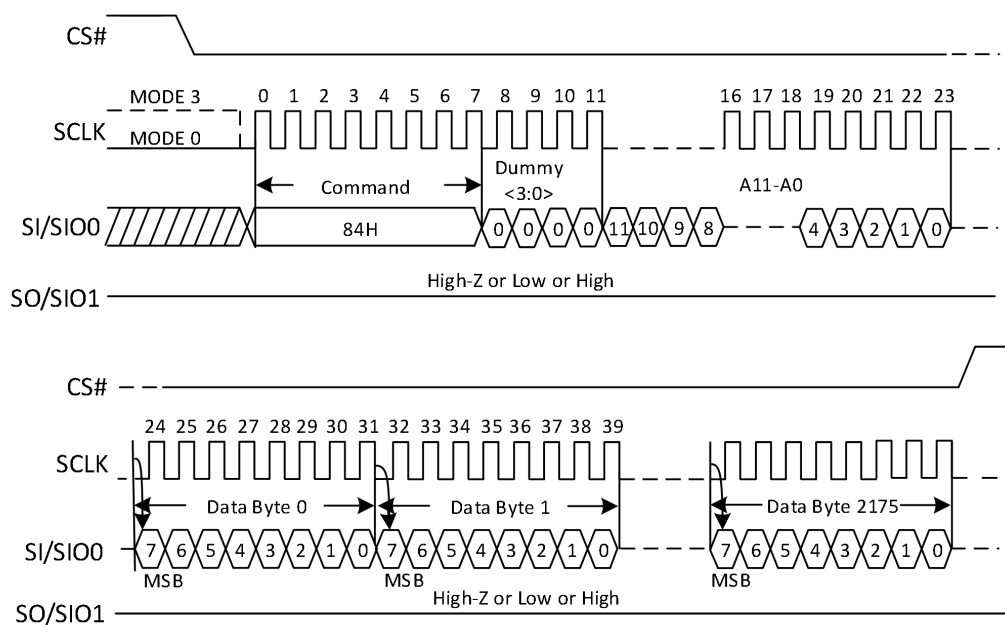 CS#
MODE 3
0 1 2 3 4 5 6 7 8 9 10 11 16 17 18 19 20 21 22 23
SCLK
MODE 0
Dummy
Command <3:0> A11-A0
SI/SIO0 84H 0 0 0 0 11 10 9 8 4 3 2 1 0
High-Z or Low or High
SO/SIO1
CS#
24 25 26 27 28 29 30 31 32 33 34 35 36 37 38 39
SCLK
Data Byte 0 Data Byte 1 Data Byte 2175
SI/SIO0 7 6 5 4 3 2 1 0 7 6 5 4 3 2 1 0 7 6 5 4 3 2 1 0
MSB MSB MSB
High-Z or Low or High
SO/SIO1